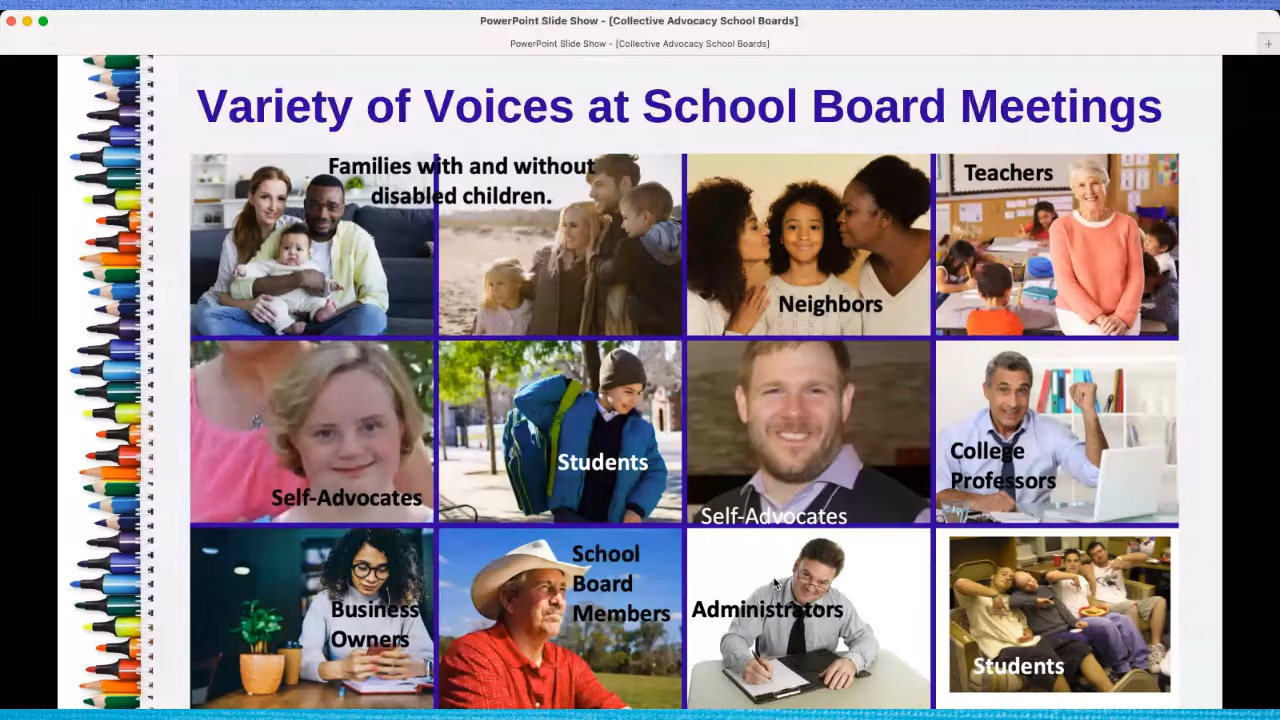 PowerPoint Slide Show - [Collective Advocacy School Boards]
PowerPoint Slide Show - [Collective Advocacy School Boards]
Variety of Voices at School Board Meetings
Families with and without
disabled children.
Neighbors
Teachers
Self-Advocates
Students
Self-Advocates
College
Professors
Business
Owners
School
Board
Members
Administrators
Students